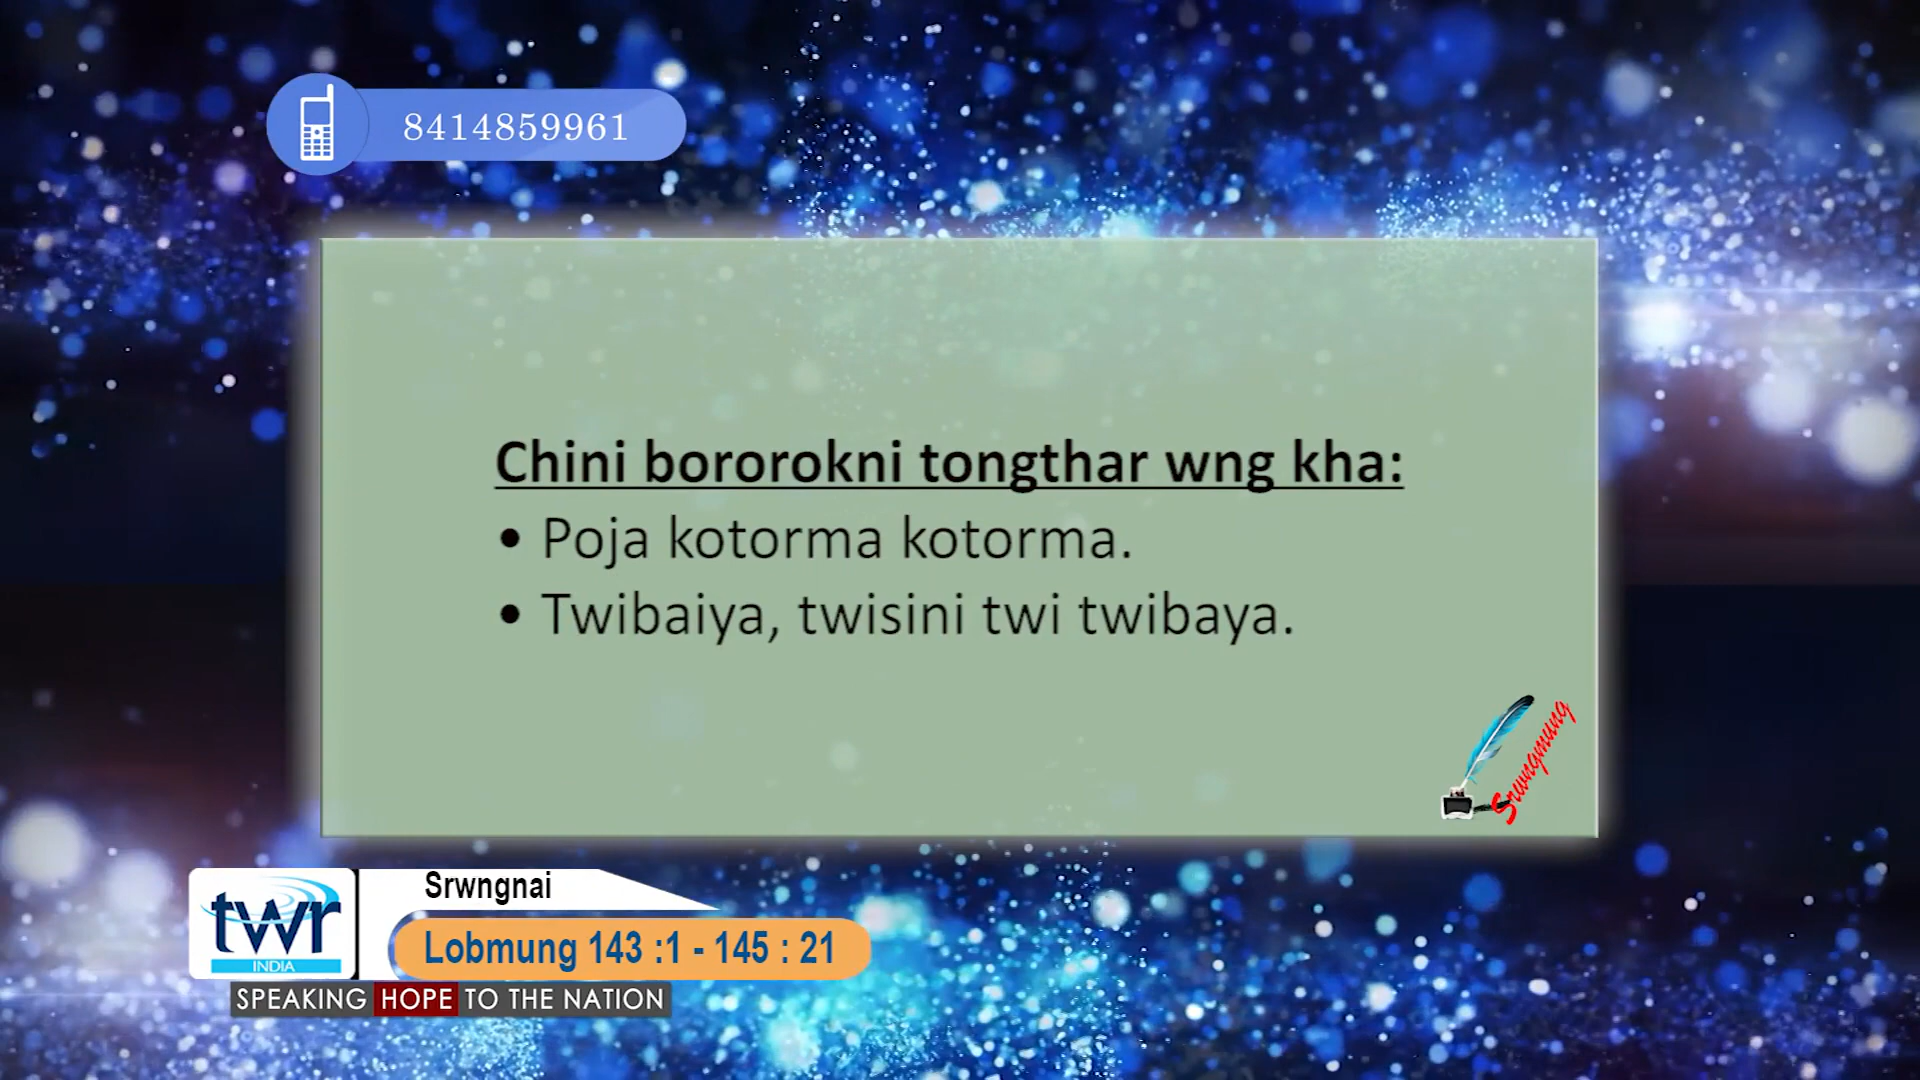 8414859961
Chini bororokni tongthar wng kha:
• Poja kotorma kotorma.
• Twibaiya, twisini twi twibaya.
Srwngmung
twr
INDIA
Srwngnai
Lobmung 143 :1 - 145 : 21
SPEAKING HOPE TO THE NATION